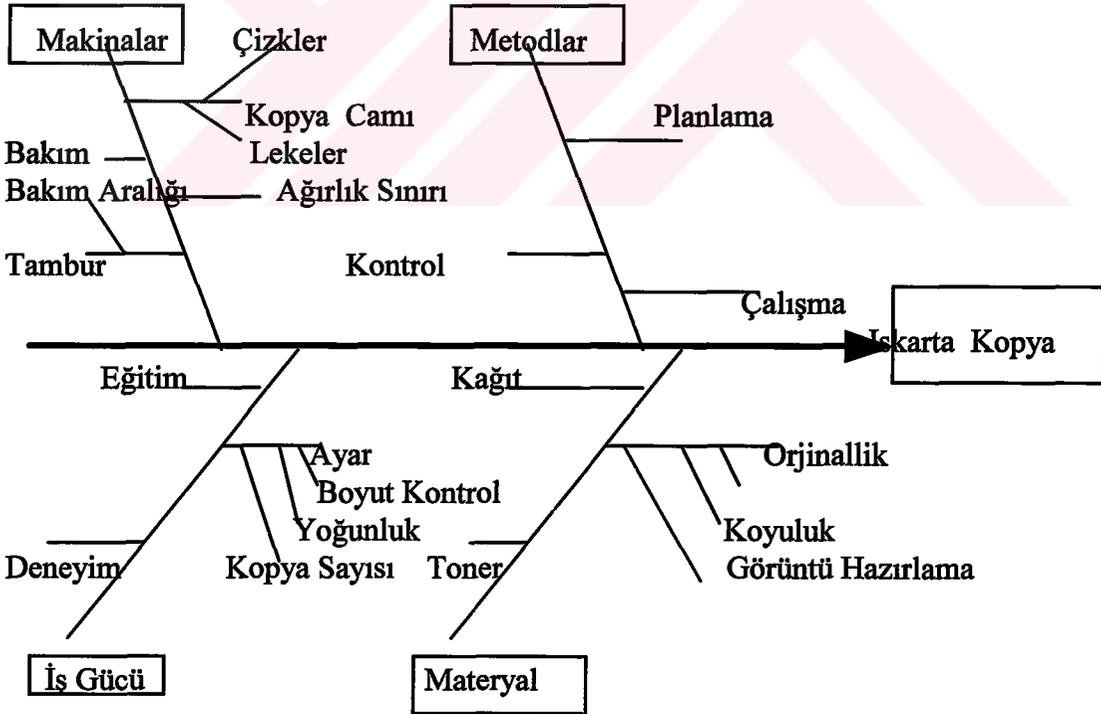 Makinalar
Çizkler
Metodlar
Kopya Camı
Planlama
Bakım
Lekeler
Bakım Aralığı
Ağırlık Sınırı
Tambur
Kontrol
Çalışma
Iskarta Kopya
Eğitim
Kağıt
Ayar
Orjinallik
Boyut Kontrol
Yoğunluk
Koyuluk
Deneyim
Kopya Sayısı
Toner
Görüntü Hazırlama
İş Gücü
Materyal